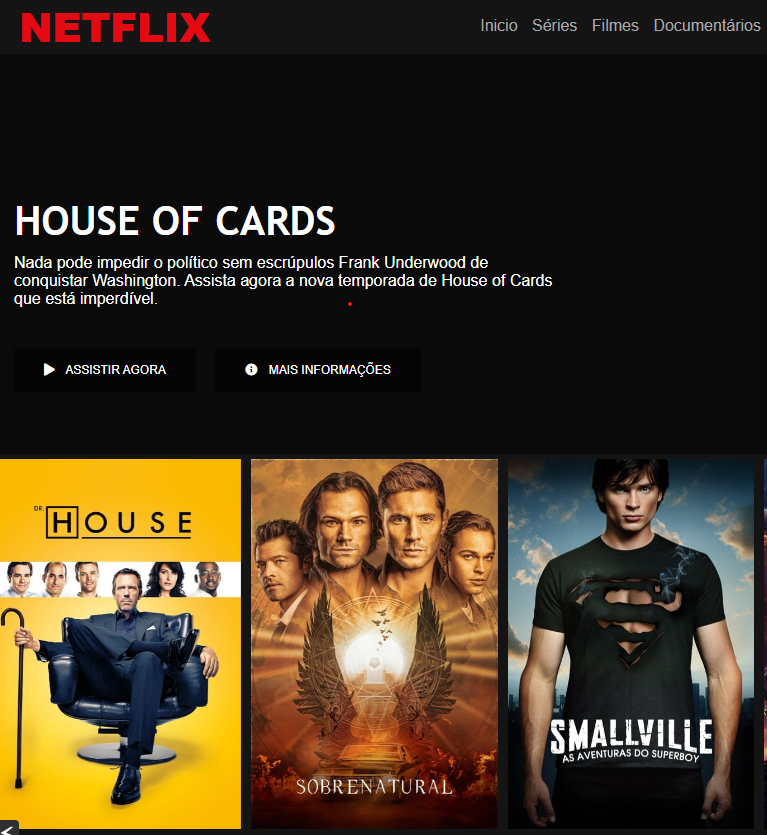 NETFLIX
Inicio Séries Filmes Documentários
HOUSE OF CARDS
Nada pode impedir o político sem escrúpulos Frank Underwood de
conquistar Washington. Assista agora a nova temporada de House of Cards
que está imperdível.
ASSISTIR AGORA MAIS INFORMAÇÕES
DR. HOUSE
SOBRENATURAL
SMALLVILLE
AS AVENTURAS DO SUPERBOY